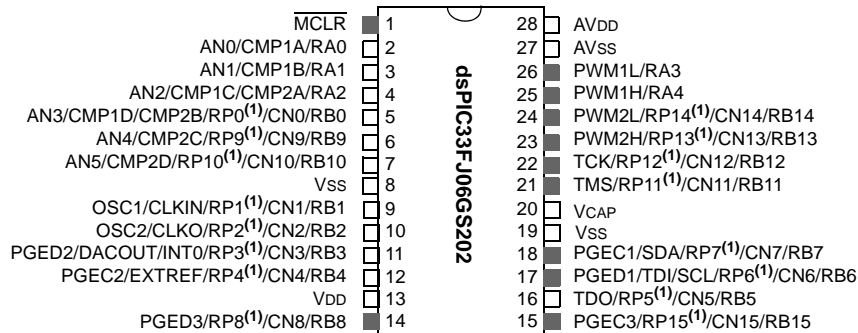 MCLR 1
AN0/CMP1A/RA0 2
AN1/CMP1B/RA1 3
AN2/CMP1C/CMP2A/RA2 4
AN3/CMP1D/CMP2B/RP0(1)/CN0/RB0 5
AN4/CMP2C/RP9(1)/CN9/RB9 6
AN5/CMP2D/RP10(1)/CN10/RB10 7
VSS 8
OSC1/CLKIN/RP1(1)/CN1/RB1 9
OSC2/CLKO/RP2(1)/CN2/RB2 10
PGED2/DACOUT/INT0/RP3(1)/CN3/RB3 11
PGEC2/EXTREF/RP4(1)/CN4/RB4 12
VDD 13
PGED3/RP8(1)/CN8/RB8 14
dsPIC33FJ06GS202
28 AVDD
27 AVSS
26 PWM1L/RA3
25 PWM1H/RA4
24 PWM2L/RP14(1)/CN14/RB14
23 PWM2H/RP13(1)/CN13/RB13
22 TCK/RP12(1)/CN12/RB12
21 TMS/RP11(1)/CN11/RB11
20 VCAP
19 VSS
18 PGEC1/SDA/RP7(1)/CN7/RB7
17 PGED1/TDI/SCL/RP6(1)/CN6/RB6
16 TDO/RP5(1)/CN5/RB5
15 PGEC3/RP15(1)/CN15/RB15